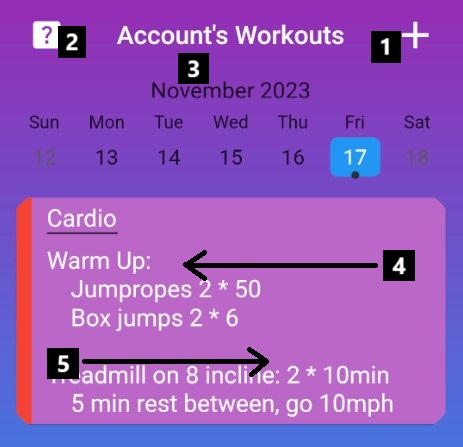 ? 2 Account's Workouts 1 +
3
November 2023
Sun Mon Tue Wed Thu Fri Sat
12 13 14 15 16 17 18
Cardio
Warm Up: 4
Jumpropes 2 * 50
Box jumps 2 * 6
5
Treadmill on 8 incline: 2 * 10min
5 min rest between, go 10mph